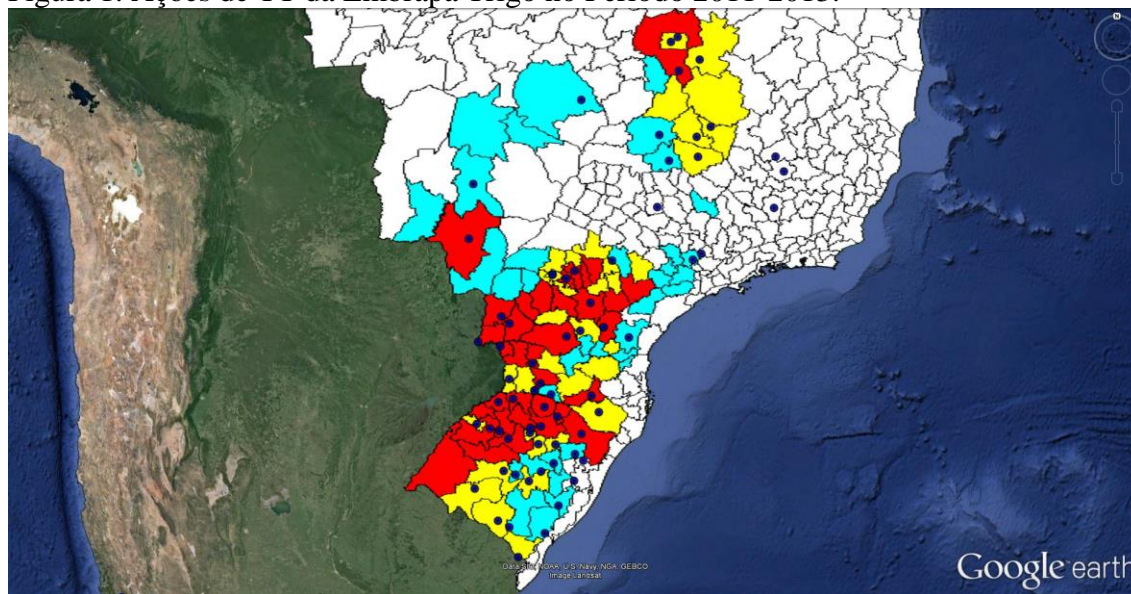 Figura 1. Ações de TT da Embrapa Trigo no Período 2011-2013.
N
Data SIO, NOAA, U.S. Navy, NGA, GEBCO
Image Landsat
Google earth